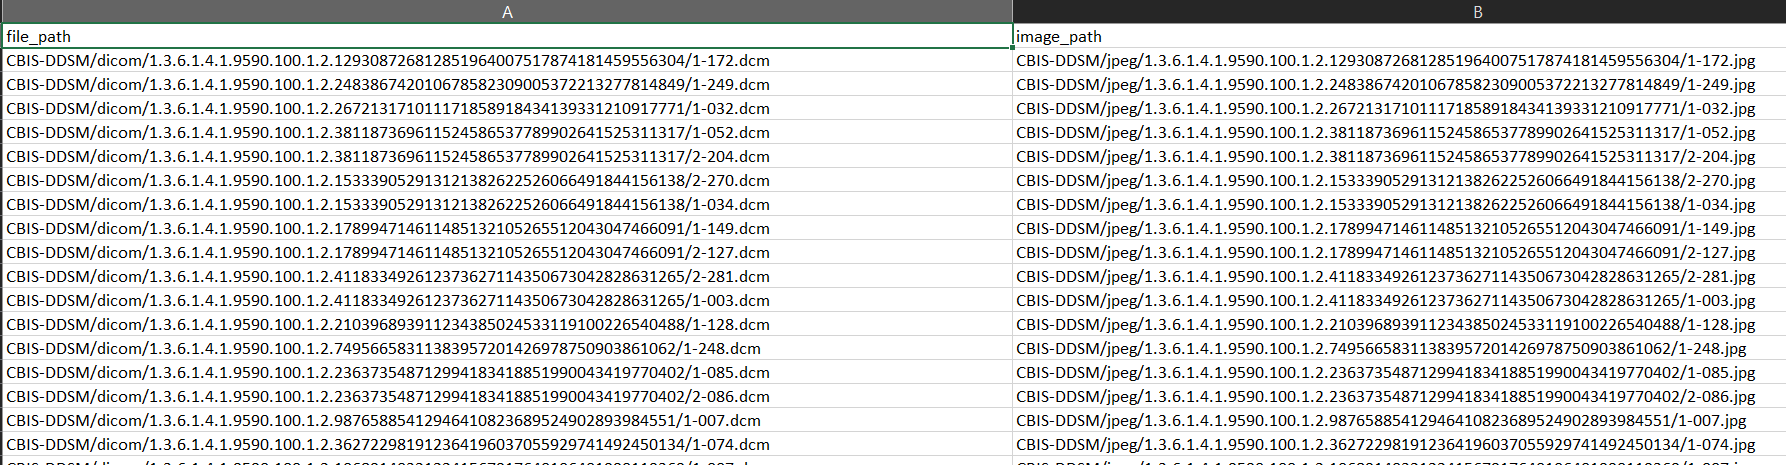 A B
file_path image_path
CBIS-DDSM/dicom/1.3.6.1.4.1.9590.100.1.2.129308726812851964007517874181459556304/1-172.dcm CBIS-DDSM/jpeg/1.3.6.1.4.1.9590.100.1.2.129308726812851964007517874181459556304/1-172.jpg
CBIS-DDSM/dicom/1.3.6.1.4.1.9590.100.1.2.248386742010678582309005372213277814849/1-249.dcm CBIS-DDSM/jpeg/1.3.6.1.4.1.9590.100.1.2.248386742010678582309005372213277814849/1-249.jpg
CBIS-DDSM/dicom/1.3.6.1.4.1.9590.100.1.2.267213171011171858918434139331210917771/1-032.dcm CBIS-DDSM/jpeg/1.3.6.1.4.1.9590.100.1.2.267213171011171858918434139331210917771/1-032.jpg
CBIS-DDSM/dicom/1.3.6.1.4.1.9590.100.1.2.381187369611524586537789902641525311317/1-052.dcm CBIS-DDSM/jpeg/1.3.6.1.4.1.9590.100.1.2.381187369611524586537789902641525311317/1-052.jpg
CBIS-DDSM/dicom/1.3.6.1.4.1.9590.100.1.2.381187369611524586537789902641525311317/2-204.dcm CBIS-DDSM/jpeg/1.3.6.1.4.1.9590.100.1.2.381187369611524586537789902641525311317/2-204.jpg
CBIS-DDSM/dicom/1.3.6.1.4.1.9590.100.1.2.153339052913121382622526066491844156138/2-270.dcm CBIS-DDSM/jpeg/1.3.6.1.4.1.9590.100.1.2.153339052913121382622526066491844156138/2-270.jpg
CBIS-DDSM/dicom/1.3.6.1.4.1.9590.100.1.2.153339052913121382622526066491844156138/1-034.dcm CBIS-DDSM/jpeg/1.3.6.1.4.1.9590.100.1.2.153339052913121382622526066491844156138/1-034.jpg
CBIS-DDSM/dicom/1.3.6.1.4.1.9590.100.1.2.178994714611485132105265512043047466091/1-149.dcm CBIS-DDSM/jpeg/1.3.6.1.4.1.9590.100.1.2.178994714611485132105265512043047466091/1-149.jpg
CBIS-DDSM/dicom/1.3.6.1.4.1.9590.100.1.2.178994714611485132105265512043047466091/2-127.dcm CBIS-DDSM/jpeg/1.3.6.1.4.1.9590.100.1.2.178994714611485132105265512043047466091/2-127.jpg
CBIS-DDSM/dicom/1.3.6.1.4.1.9590.100.1.2.411833492612373627114350673042828631265/2-281.dcm CBIS-DDSM/jpeg/1.3.6.1.4.1.9590.100.1.2.411833492612373627114350673042828631265/2-281.jpg
CBIS-DDSM/dicom/1.3.6.1.4.1.9590.100.1.2.411833492612373627114350673042828631265/1-003.dcm CBIS-DDSM/jpeg/1.3.6.1.4.1.9590.100.1.2.411833492612373627114350673042828631265/1-003.jpg
CBIS-DDSM/dicom/1.3.6.1.4.1.9590.100.1.2.210396893911234385024533119100226540488/1-128.dcm CBIS-DDSM/jpeg/1.3.6.1.4.1.9590.100.1.2.210396893911234385024533119100226540488/1-128.jpg
CBIS-DDSM/dicom/1.3.6.1.4.1.9590.100.1.2.74956658311383957201426978750903861062/1-248.dcm CBIS-DDSM/jpeg/1.3.6.1.4.1.9590.100.1.2.74956658311383957201426978750903861062/1-248.jpg
CBIS-DDSM/dicom/1.3.6.1.4.1.9590.100.1.2.236373548712994183418851990043419770402/1-085.dcm CBIS-DDSM/jpeg/1.3.6.1.4.1.9590.100.1.2.236373548712994183418851990043419770402/1-085.jpg
CBIS-DDSM/dicom/1.3.6.1.4.1.9590.100.1.2.236373548712994183418851990043419770402/2-086.dcm CBIS-DDSM/jpeg/1.3.6.1.4.1.9590.100.1.2.236373548712994183418851990043419770402/2-086.jpg
CBIS-DDSM/dicom/1.3.6.1.4.1.9590.100.1.2.98765885412946410823689524902893984551/1-007.dcm CBIS-DDSM/jpeg/1.3.6.1.4.1.9590.100.1.2.98765885412946410823689524902893984551/1-007.jpg
CBIS-DDSM/dicom/1.3.6.1.4.1.9590.100.1.2.362722981912364196037055929741492450134/1-074.dcm CBIS-DDSM/jpeg/1.3.6.1.4.1.9590.100.1.2.362722981912364196037055929741492450134/1-074.jpg